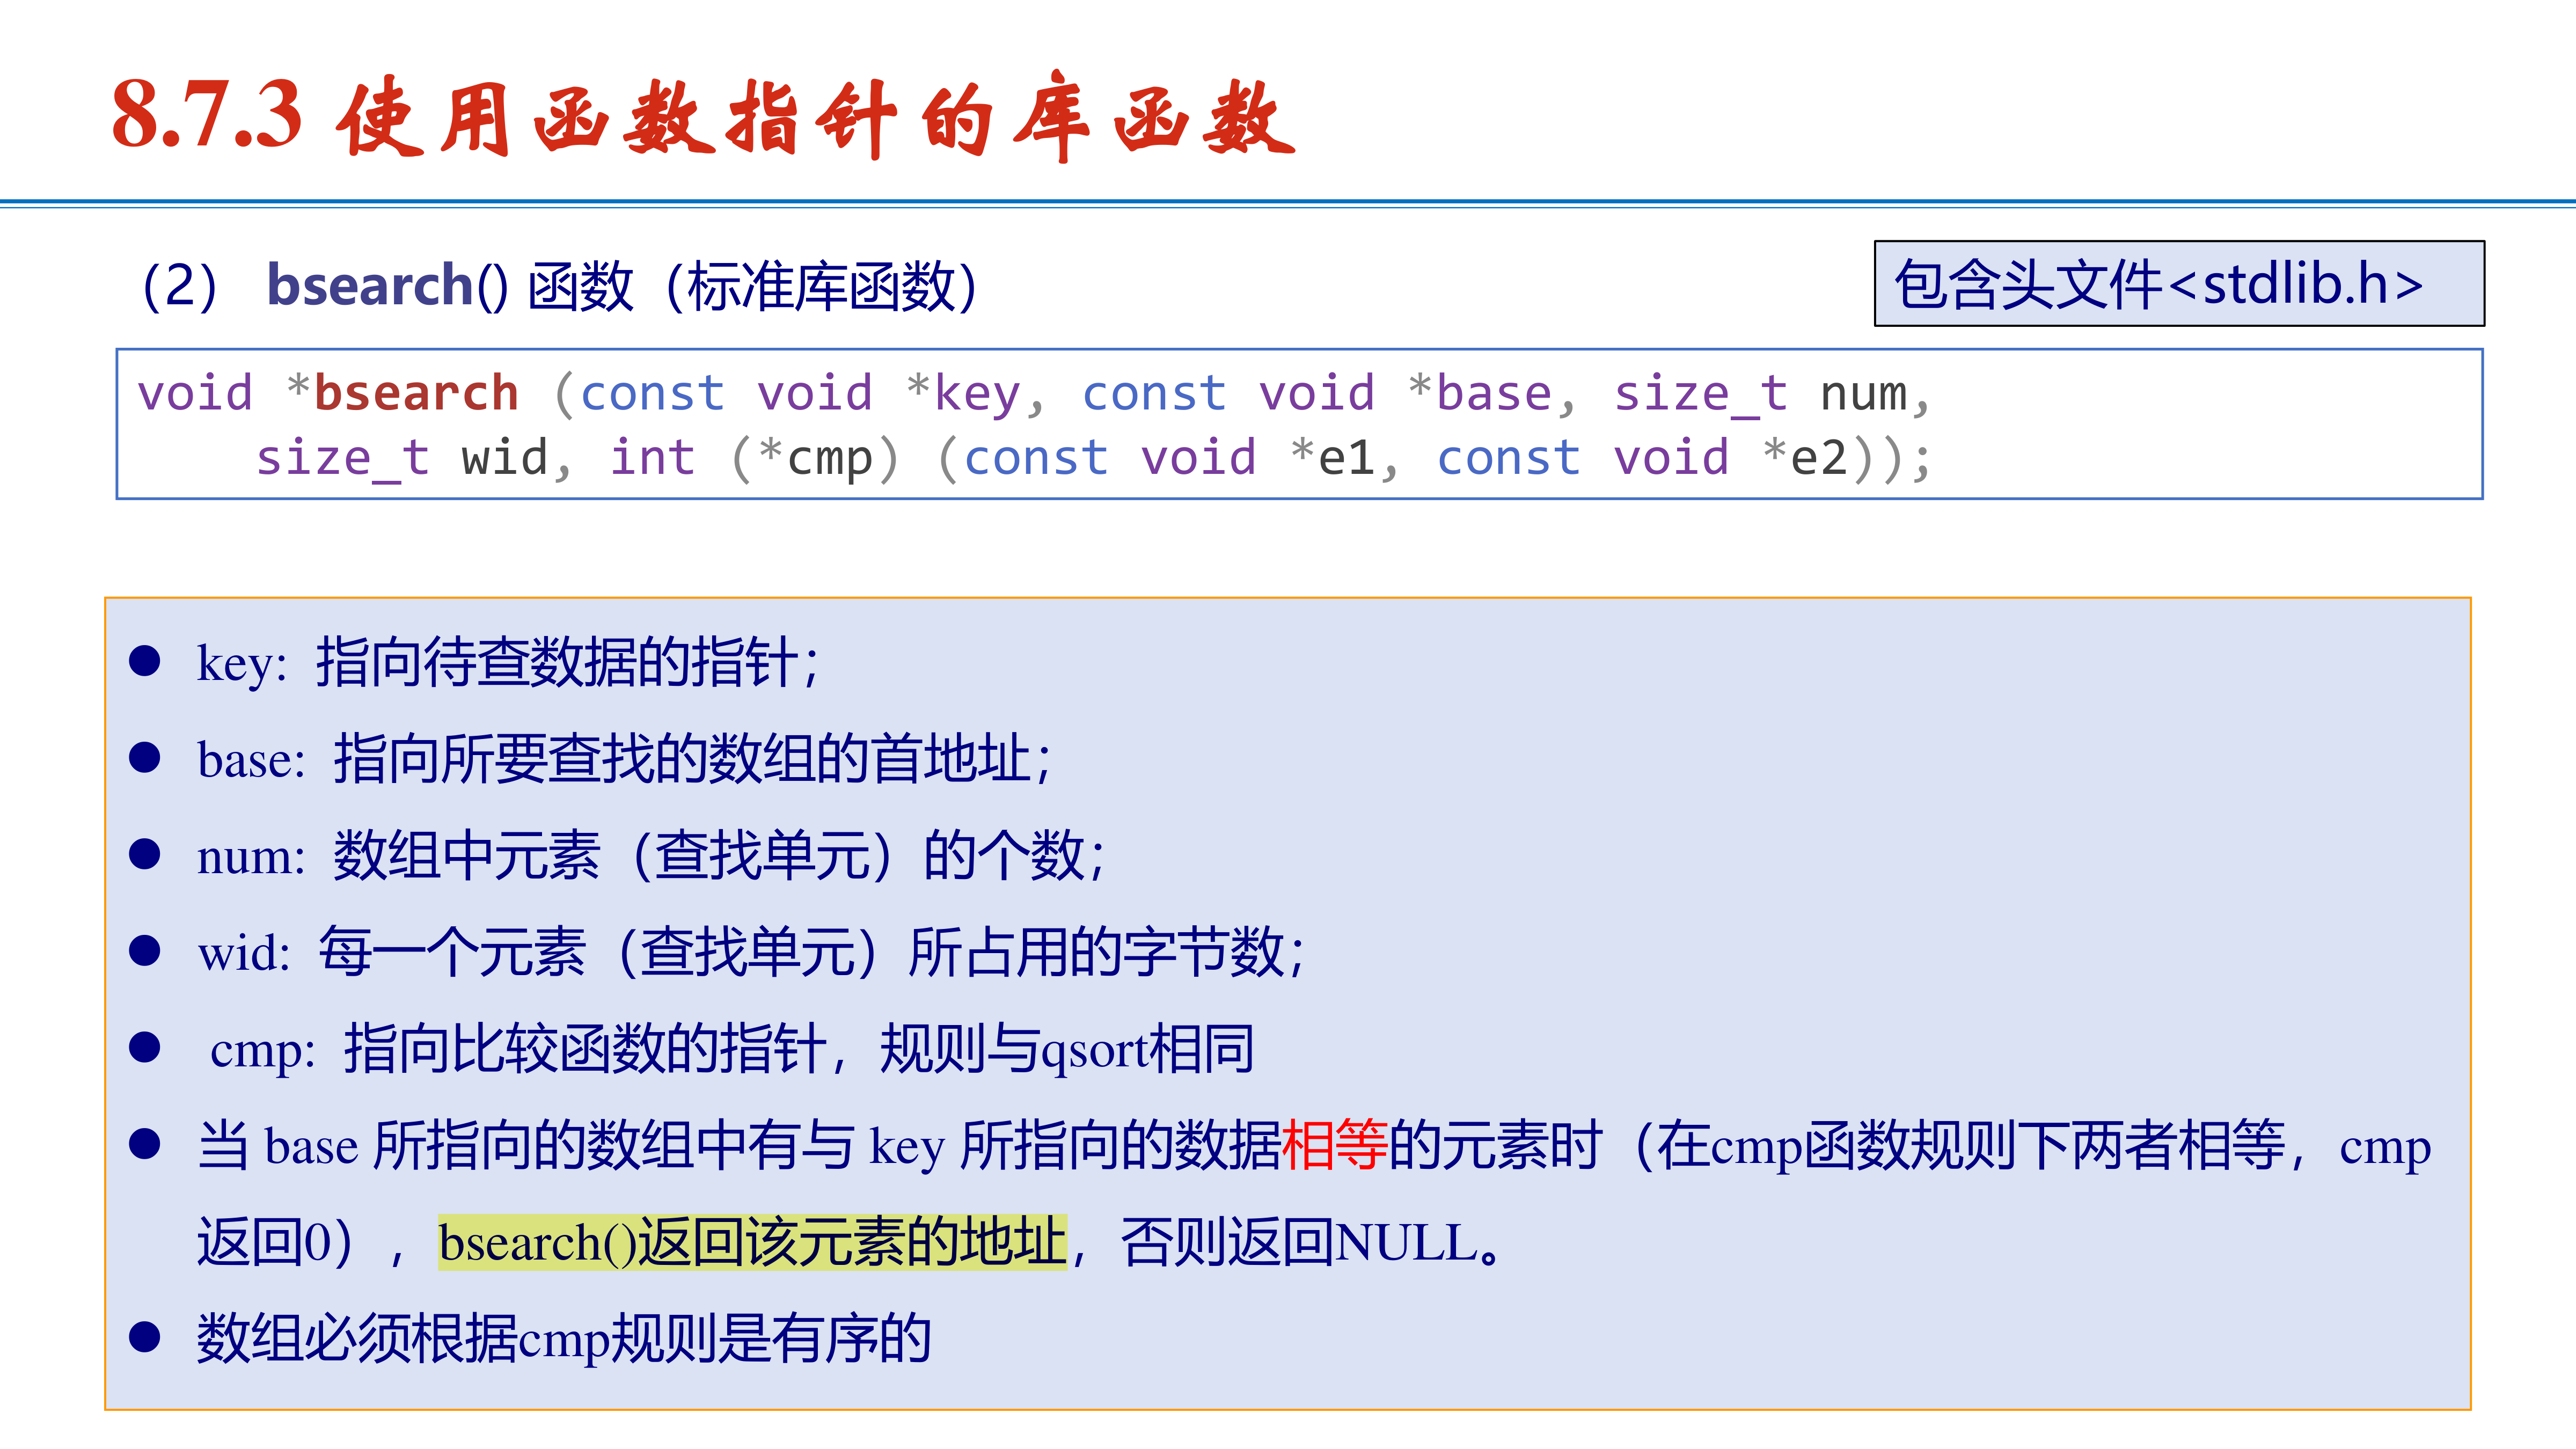 8.7.3 使用函数指针的库函数
（2） bsearch() 函数（标准库函数）
包含头文件<stdlib.h>
void *bsearch (const void *key, const void *base, size_t num,
size_t wid, int (*cmp) (const void *e1, const void *e2));
● key: 指向待查数据的指针；
● base: 指向所要查找的数组的首地址；
● num: 数组中元素（查找单元）的个数；
● wid: 每一个元素（查找单元）所占用的字节数；
● cmp: 指向比较函数的指针，规则与qsort相同
● 当 base 所指向的数组中有与 key 所指向的数据相等的元素时（在cmp函数规则下两者相等，cmp
返回0），bsearch()返回该元素的地址，否则返回NULL。
● 数组必须根据cmp规则是有序的